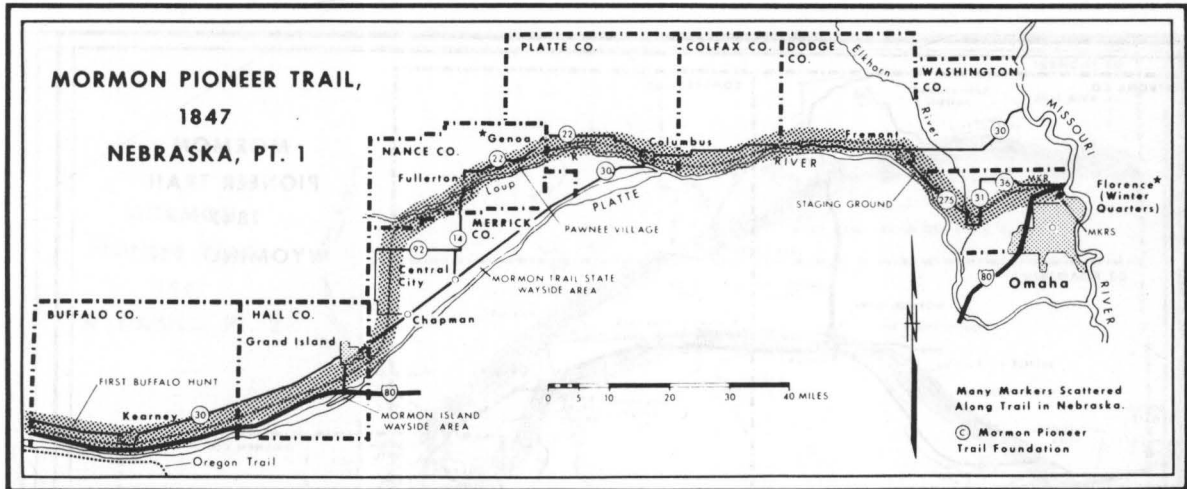 MORMON PIONEER TRAIL,
1847
NEBRASKA, PT. 1
PLATTE CO.
COLFAX CO.
DODGE
CO.
WASHINGTON
CO.
Elkhorn
River
MISSOURI
RIVER
30
NANCE CO.
Genoa
22
Columbus
Fremont
RIVER
Fullerton
22
Loup
30
PLATTE
MERRICK
CO.
PAWNEE VILLAGE
STAGING GROUND
275
31
36
MKR
Florence
(Winter
Quarters)
MKRS
92
14
Central
City
MORMON TRAIL STATE
WAYSIDE AREA
80
Omaha
Chapman
BUFFALO CO.
HALL CO.
Grand Island
N
FIRST BUFFALO HUNT
Kearney
30
80
MORMON ISLAND
WAYSIDE AREA
Oregon Trail
0 10 20 30 40 MILES
Many Markers Scattered
Along Trail in Nebraska.
© Mormon Pioneer
Trail Foundation